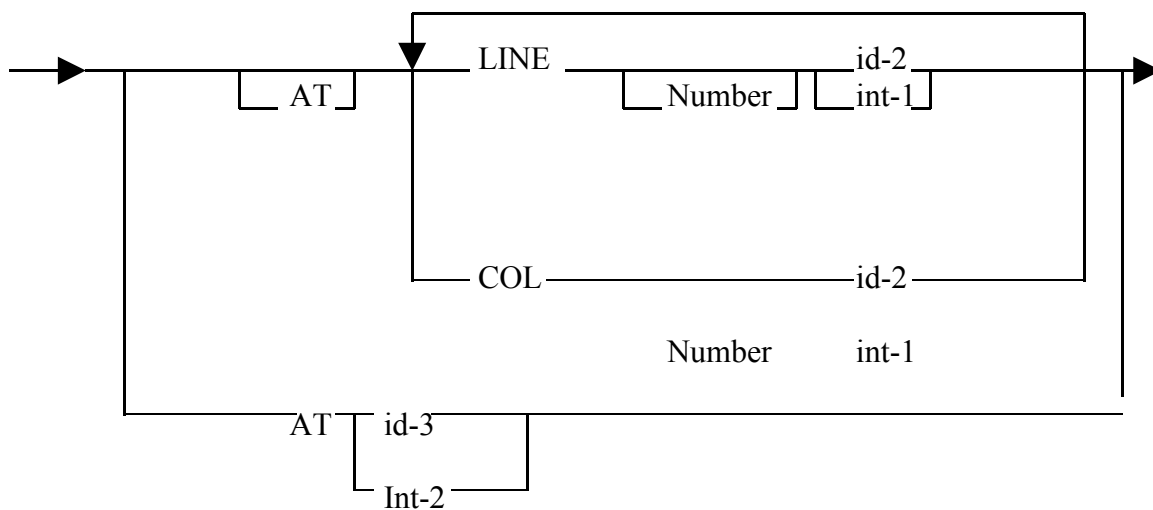 LINE id-2
AT Number int-1
COL id-2
Number int-1
AT id-3
Int-2